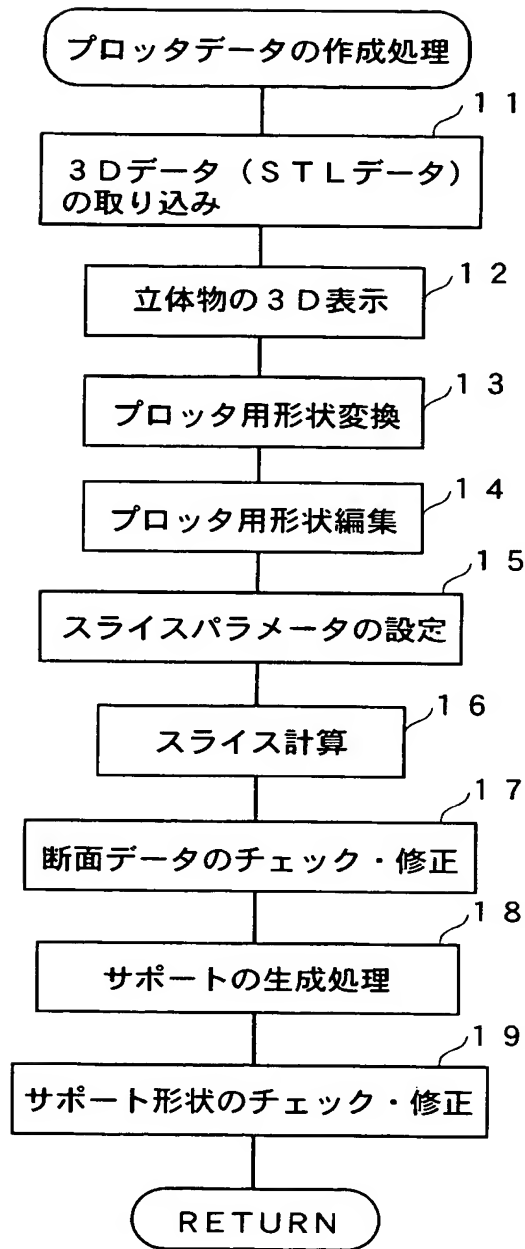 プロッタデータの作成処理
１１
３Ｄデータ（ＳＴＬデータ）
の取り込み
１２
立体物の３Ｄ表示
１３
プロッタ用形状変換
１４
プロッタ用形状編集
１５
スライスパラメータの設定
１６
スライス計算
１７
断面データのチェック・修正
１８
サポートの生成処理
１９
サポート形状のチェック・修正
ＲＥＴＵＲＮ